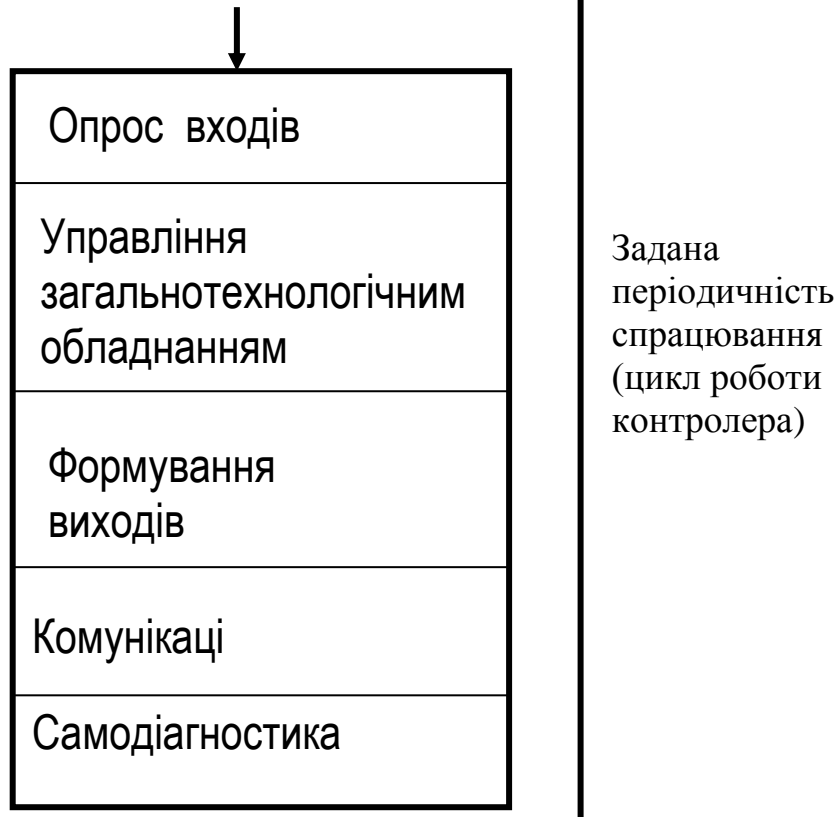 Опрос входів
Управління
загальнотехнологічним
обладнанням
Формування
виходів
Комунікаці
Самодіагностика
Задана
періодичність
спрацювання
(цикл роботи
контролера)